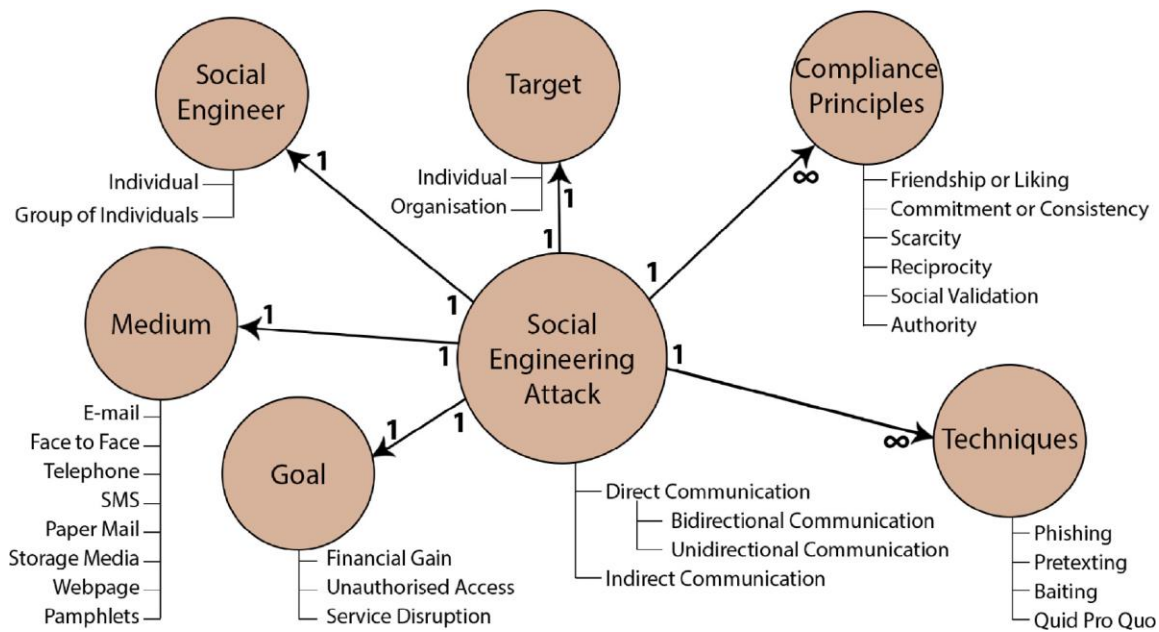 Social
Engineer
Individual
Group of Individuals
1
Target
Individual
Organisation
1
1
Compliance
Principles
Friendship or Liking
Commitment or Consistency
Scarcity
Reciprocity
Social Validation
Authority
∞
1
1
Medium
E-mail
Face to Face
Telephone
SMS
Paper Mail
Storage Media
Webpage
Pamphlets
1
1
Goal
Financial Gain
Unauthorised Access
Service Disruption
1
1
Social
Engineering
Attack
Direct Communication
Bidirectional Communication
Unidirectional Communication
Indirect Communication
1
∞
Techniques
Phishing
Pretexting
Baiting
Quid Pro Quo